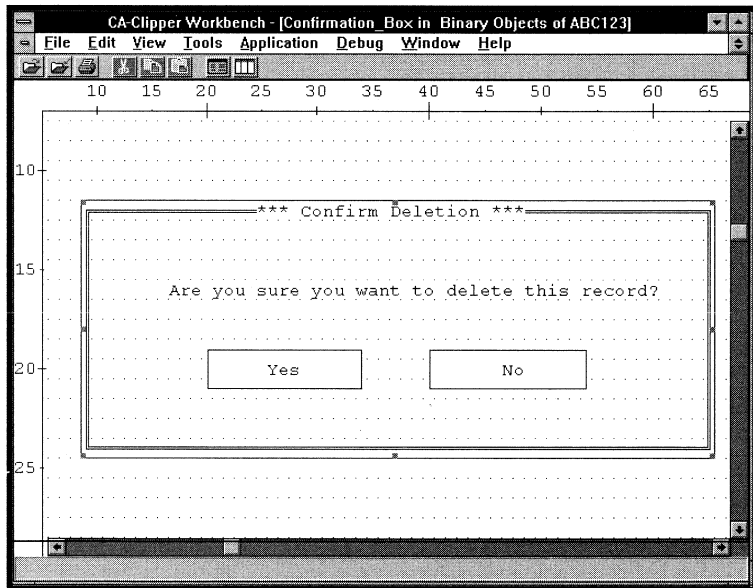 CA-Clipper Workbench - [Confirmation_Box in Binary Objects of ABC123]
File Edit View Tools Application Debug Window Help
10 15 20 25 30 35 40 45 50 55 60 65
10
*** Confirm Deletion ***
15
Are you sure you want to delete this record?
20
Yes No
25